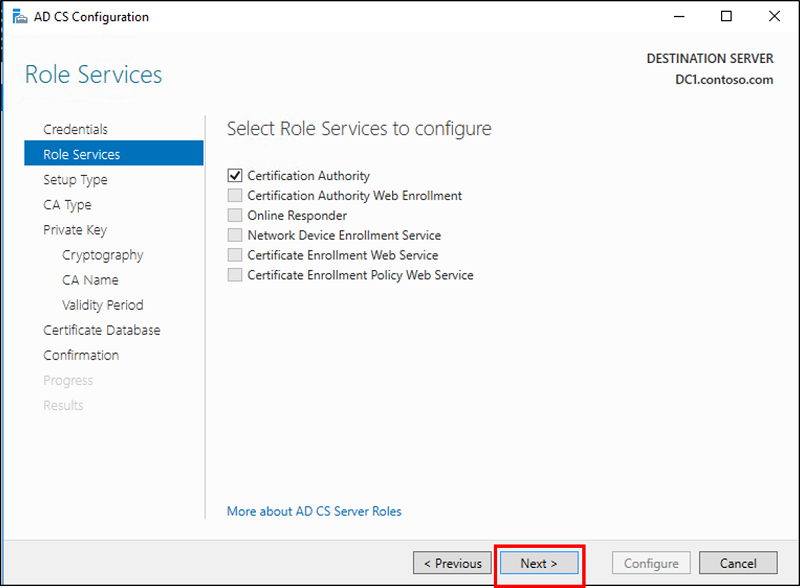 AD CS Configuration
Role Services
DESTINATION SERVER
DC1.contoso.com
Credentials
Role Services
Setup Type
CA Type
Private Key
Cryptography
CA Name
Validity Period
Certificate Database
Confirmation
Progress
Results
Select Role Services to configure
Certification Authority
Certification Authority Web Enrollment
Online Responder
Network Device Enrollment Service
Certificate Enrollment Web Service
Certificate Enrollment Policy Web Service
More about AD CS Server Roles
< Previous
Next >
Configure
Cancel